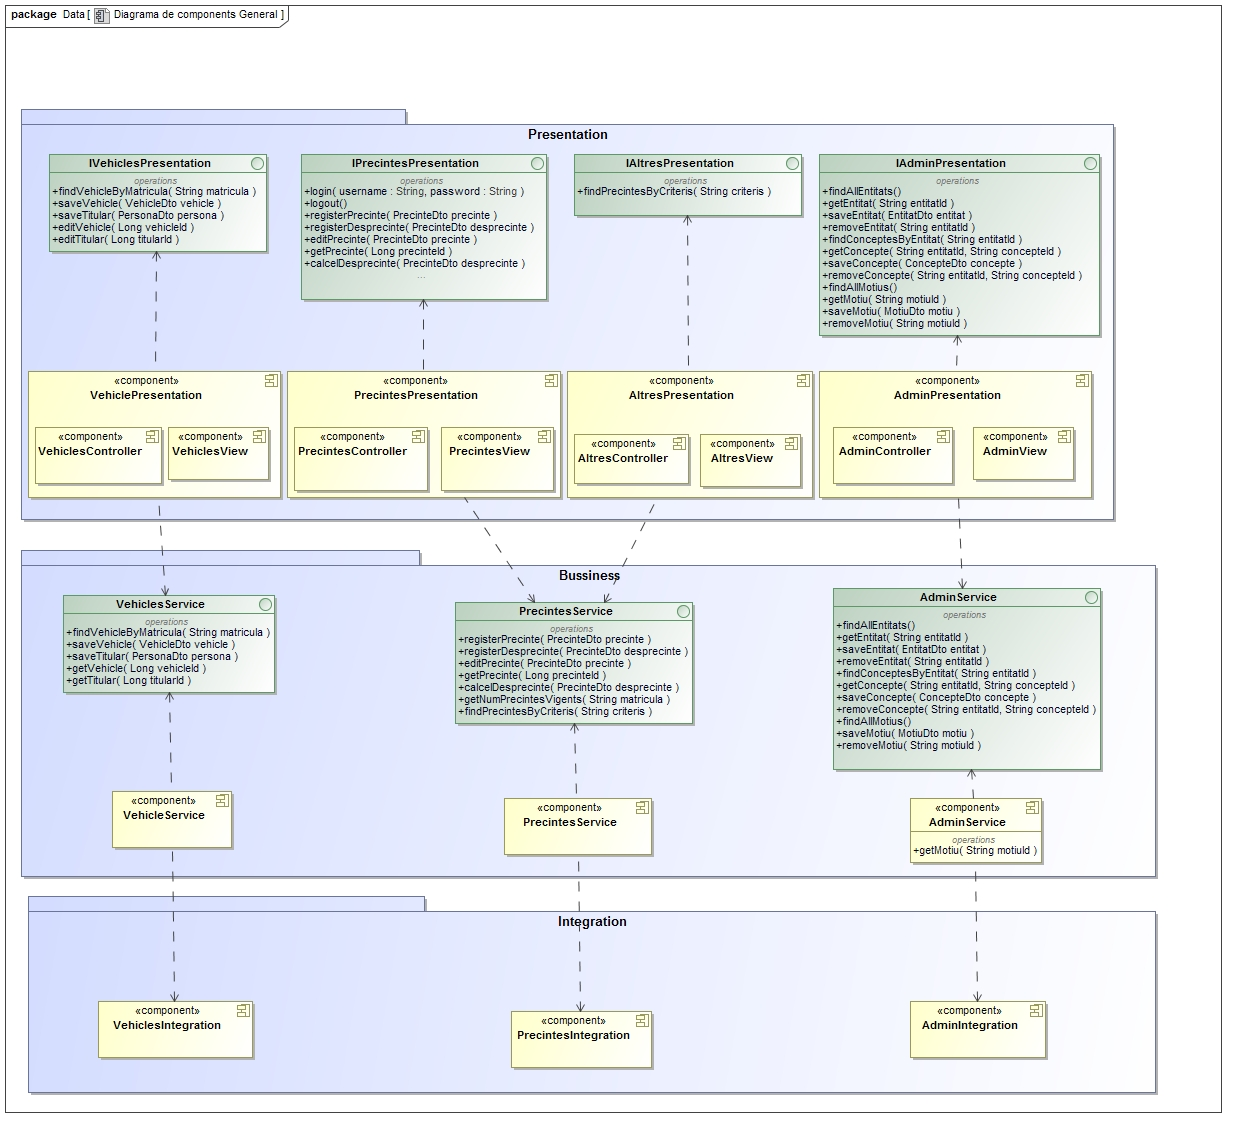 package Data [ Diagrama de components General ]
Presentation
IVehiclesPresentation
operations
+findVehicleByMatricula( String matricula )
+saveVehicle( VehicleDto vehicle )
+saveTitular( PersonaDto persona )
+editVehicle( Long vehicleId )
+editTitular( Long titularId )
IPrecintesPresentation
operations
+login( username : String, password : String )
+logout()
+registerPrecinte( PrecinteDto precinte )
+registerDesprecinte( PrecinteDto desprecinte )
+editPrecinte( PrecinteDto precinte )
+getPrecinte( Long precinteId )
+calcelDesprecinte( PrecinteDto desprecinte )
...
IAltresPresentation
operations
+findPrecintesByCriteris( String criteris )
IAdminPresentation
operations
+findAllEntitats()
+getEntitat( String entitatId )
+saveEntitat( EntitatDto entitat )
+removeEntitat( String entitatId )
+findConceptesByEntitat( String entitatId )
+getConcepte( String entitatId, String concepteId )
+saveConcepte( ConcepteDto concepte )
+removeConcepte( String entitatId, String concepteId )
+findAllMotius()
+getMotiu( String motiuId )
+saveMotiu( MotiuDto motiu )
+removeMotiu( String motiuId )
«component»
VehiclePresentation
«component»
VehiclesController
«component»
VehiclesView
«component»
PrecintesPresentation
«component»
PrecintesController
«component»
PrecintesView
«component»
AltresPresentation
«component»
AltresController
«component»
AltresView
«component»
AdminPresentation
«component»
AdminController
«component»
AdminView
Bussiness
VehiclesService
operations
+findVehicleByMatricula( String matricula )
+saveVehicle( VehicleDto vehicle )
+saveTitular( PersonaDto persona )
+getVehicle( Long vehicleId )
+getTitular( Long titularId )
PrecintesService
operations
+registerPrecinte( PrecinteDto precinte )
+registerDesprecinte( PrecinteDto desprecinte )
+editPrecinte( PrecinteDto precinte )
+getPrecinte( Long precinteId )
+calcelDesprecinte( PrecinteDto desprecinte )
+getNumPrecintesVigents( String matricula )
+findPrecintesByCriteris( String criteris )
AdminService
operations
+findAllEntitats()
+getEntitat( String entitatId )
+saveEntitat( EntitatDto entitat )
+removeEntitat( String entitatId )
+findConceptesByEntitat( String entitatId )
+getConcepte( String entitatId, String concepteId )
+saveConcepte( ConcepteDto concepte )
+removeConcepte( String entitatId, String concepteId )
+findAllMotius()
+saveMotiu( MotiuDto motiu )
+removeMotiu( String motiuId )
«component»
VehicleService
«component»
PrecintesService
«component»
AdminService
operations
+getMotiu( String motiuId )
Integration
«component»
VehiclesIntegration
«component»
PrecintesIntegration
«component»
AdminIntegration